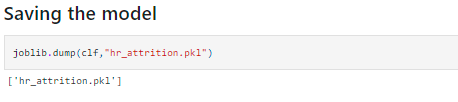 Saving the model
joblib.dump(clf,"hr_attrition.pkl")
['hr_attrition.pkl']